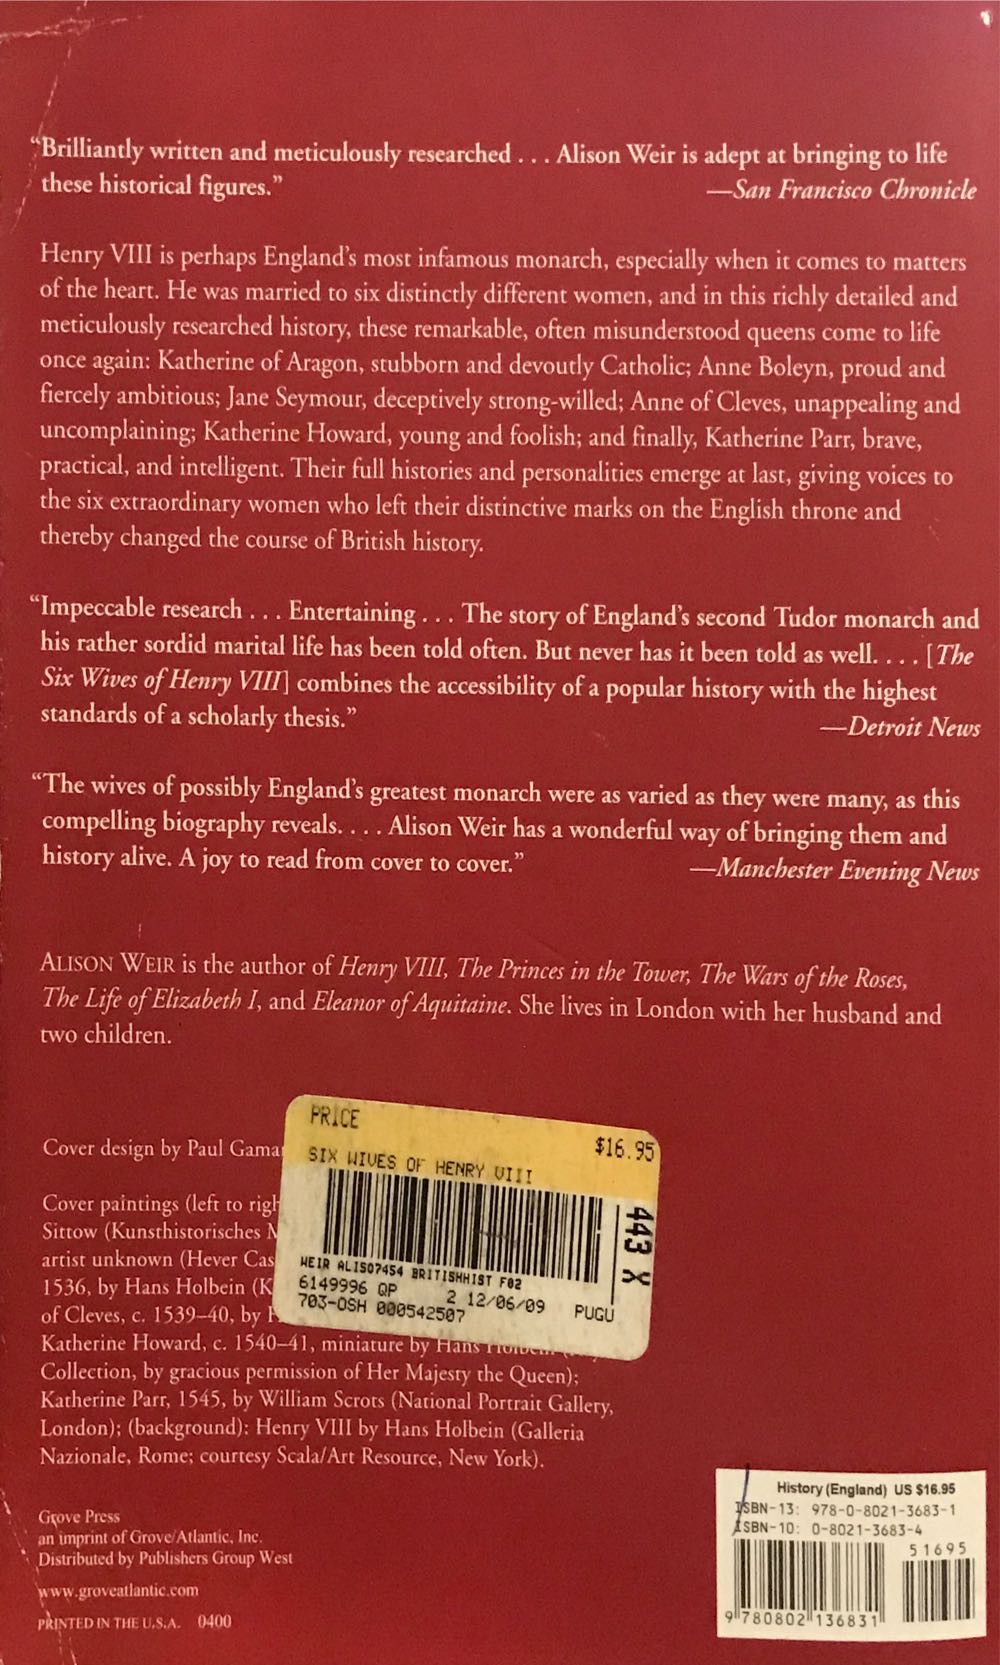 “Brilliantly written and meticulously researched . . . Alison Weir is adept at bringing to life
these historical figures.” —San Francisco Chronicle
Henry VIII is perhaps England’s most infamous monarch, especially when it comes to matters
of the heart. He was married to six distinctly different women, and in this richly detailed and
meticulously researched history, these remarkable, often misunderstood queens come to life
once again: Katherine of Aragon, stubborn and devoutly Catholic; Anne Boleyn, proud and
fiercely ambitious; Jane Seymour, deceptively strong-willed; Anne of Cleves, unappealing and
uncomplaining; Katherine Howard, young and foolish; and finally, Katherine Parr, brave,
practical, and intelligent. Their full histories and personalities emerge at last, giving voices to
the six extraordinary women who left their distinctive marks on the English throne and
thereby changed the course of British history.
“Impeccable research . . . Entertaining . . . The story of England’s second Tudor monarch and
his rather sordid marital life has been told often. But never has it been told as well. . . . [The
Six Wives of Henry VIII] combines the accessibility of a popular history with the highest
standards of a scholarly thesis.” —Detroit News
“The wives of possibly England’s greatest monarch were as varied as they were many, as this
compelling biography reveals. . . . Alison Weir has a wonderful way of bringing them and
history alive. A joy to read from cover to cover.” —Manchester Evening News
ALISON WEIR is the author of Henry VIII, The Princes in the Tower, The Wars of the Roses,
The Life of Elizabeth I, and Eleanor of Aquitaine. She lives in London with her husband and
two children.
Cover design by Paul Gama
Cover paintings (left to righ
Sittow (Kunsthistorisches M
artist unknown (Hever Cas
1536, by Hans Holbein (K
of Cleves, c. 1539–40, by H
Katherine Howard, c. 1540–41, miniature by Hans Holbein
Collection, by gracious permission of Her Majesty the Queen);
Katherine Parr, 1545, by William Scrots (National Portrait Gallery,
London); (background): Henry VIII by Hans Holbein (Galleria
Nazionale, Rome; courtesy Scala/Art Resource, New York).
PRICE
$16.95
SIX WIVES OF HENRY VIII
443 X
WEIR ALISO7454 BRITISHHIST F02
6149996 QP 2 12/06/09 PUGU
703-OSH 000542507
Grove Press
an imprint of Grove/Atlantic, Inc.
Distributed by Publishers Group West
www.groveatlantic.com
PRINTED IN THE U.S.A. 0400
History (England) US $16.95
ISBN-13: 978-0-8021-3683-1
ISBN-10: 0-8021-3683-4
51695
9 780802 136831